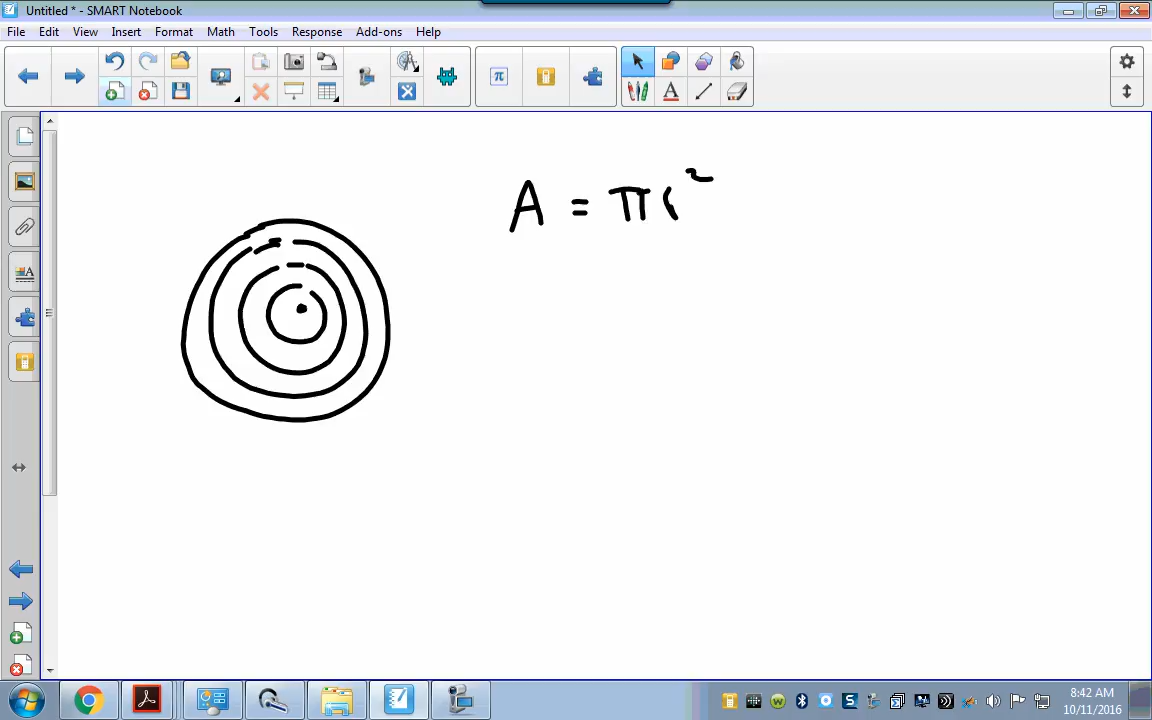 Untitled * - SMART Notebook
File Edit View Insert Format Math Tools Response Add-ons Help
A = πr²
8:42 AM
10/11/2016